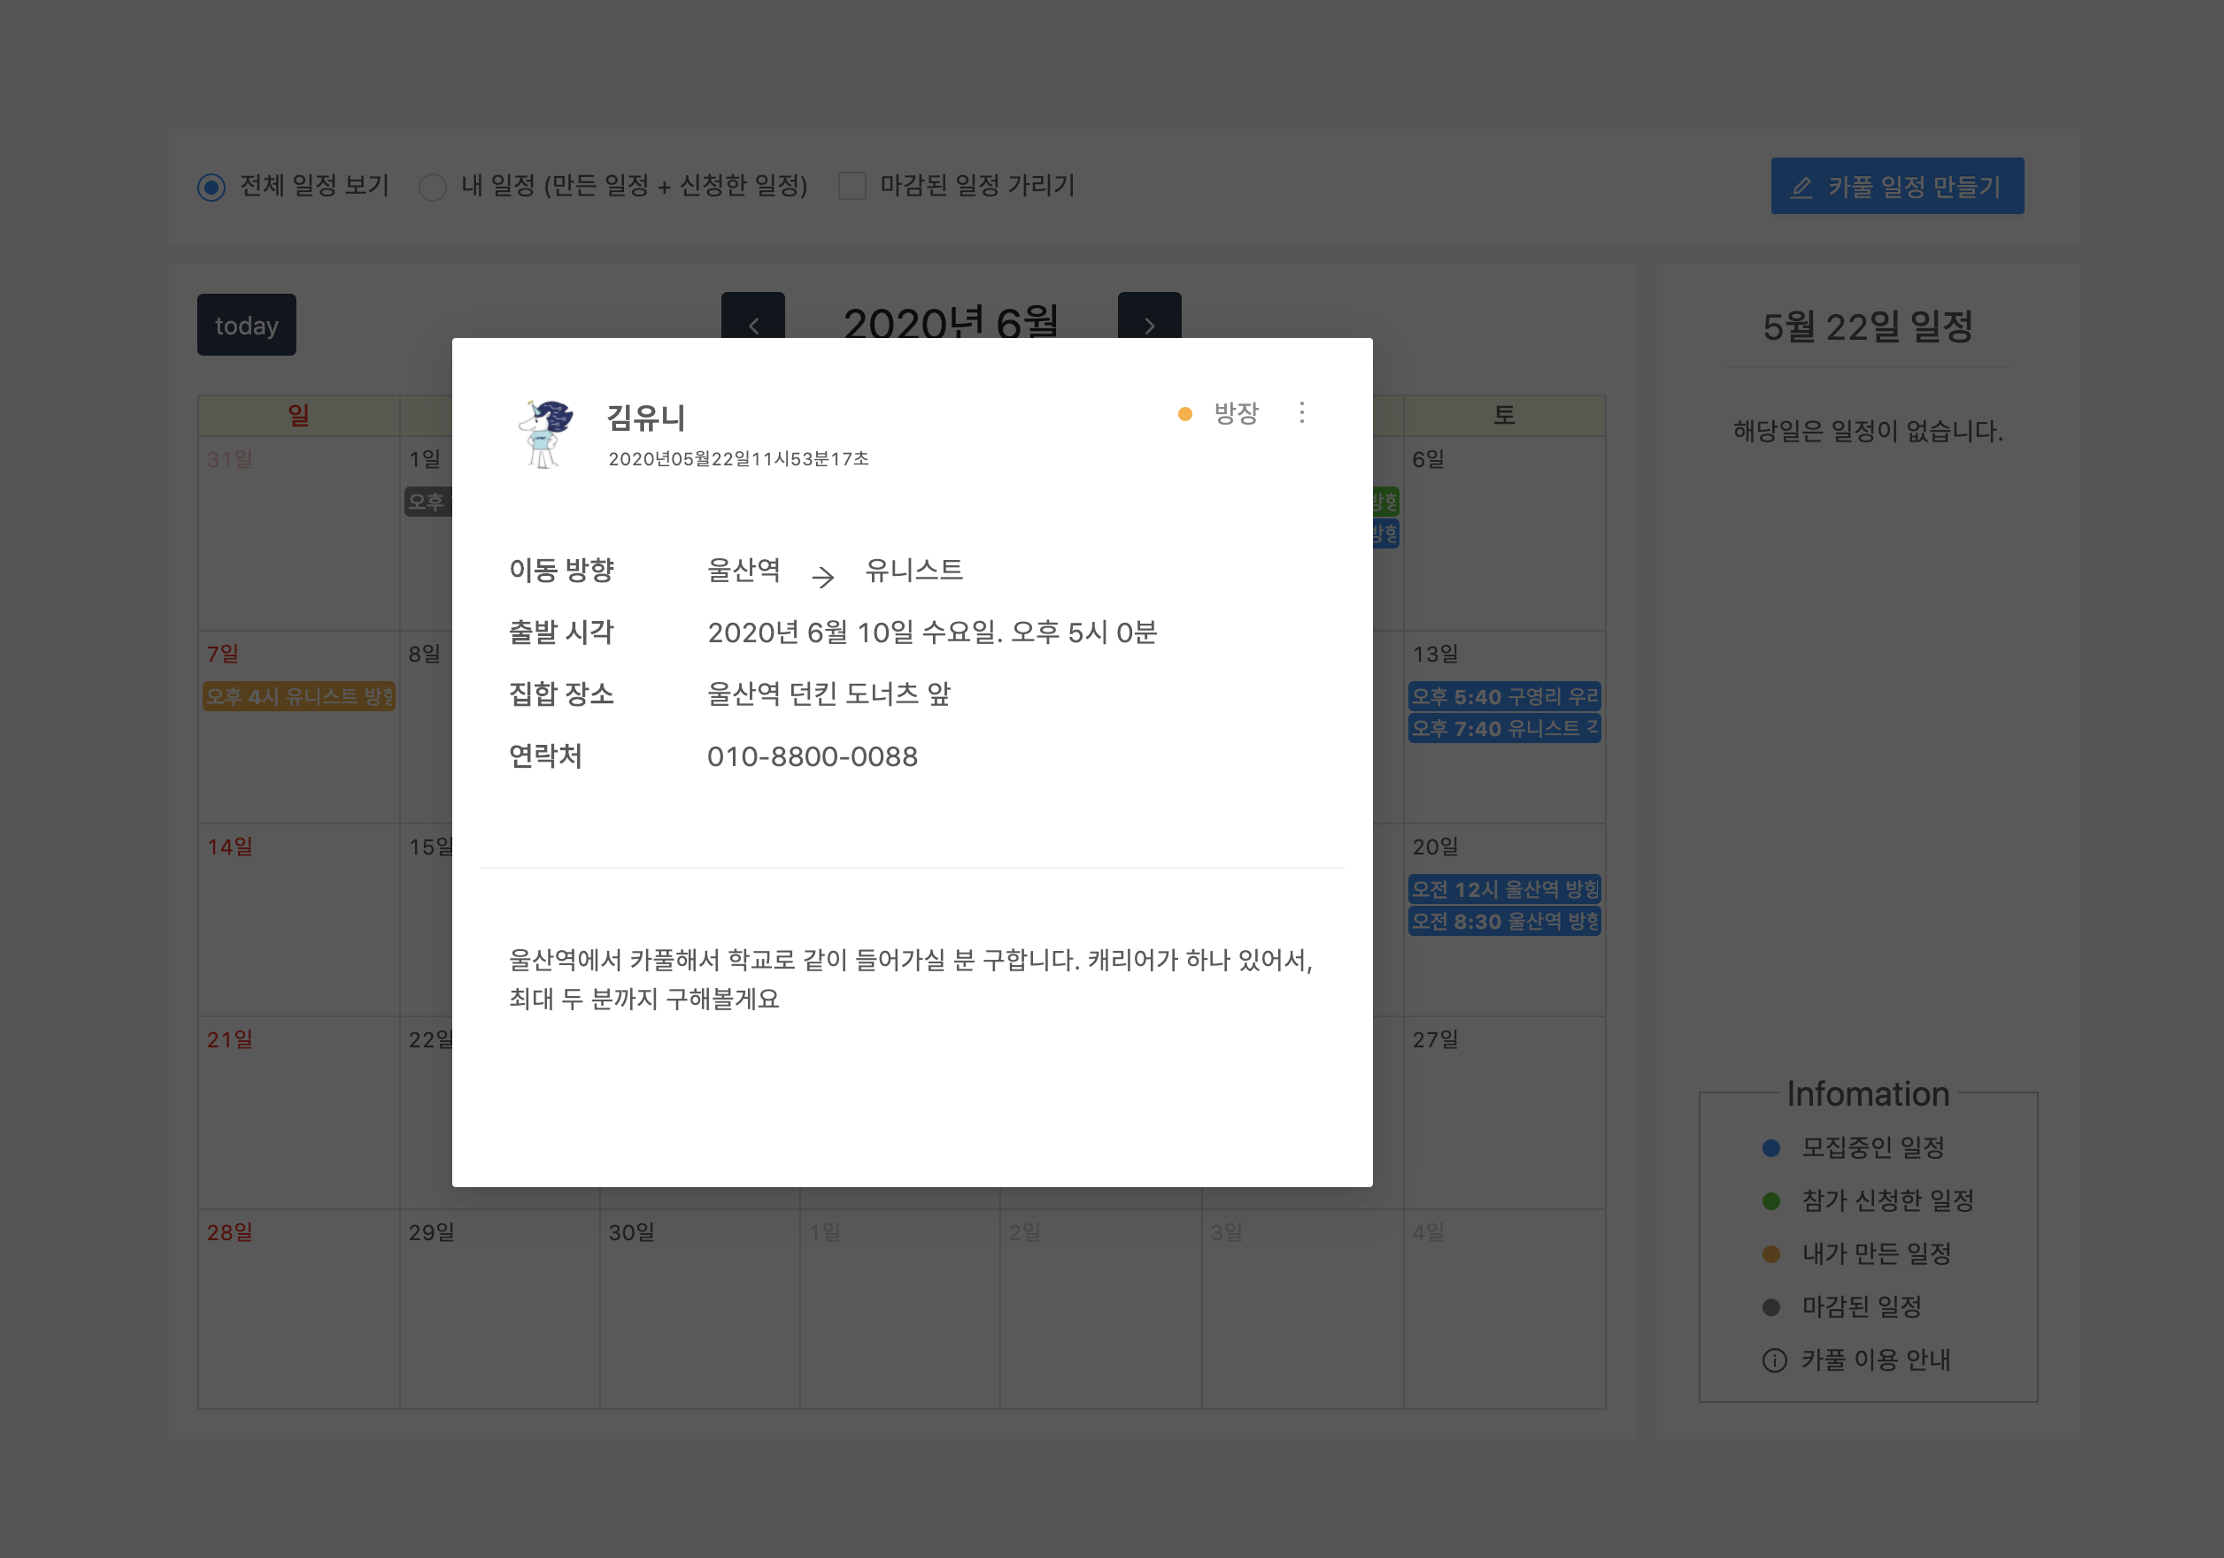 전체 일정 보기 내 일정 (만든 일정 + 신청한 일정) 마감된 일정 가리기
카풀 일정 만들기
today
2020년 6월
5월 22일 일정
해당일은 일정이 없습니다.
일 토
31일 1일 6일
오후
방향
방향
김유니
방장
2020년05월22일11시53분17초
이동 방향 울산역 → 유니스트
출발 시각 2020년 6월 10일 수요일. 오후 5시 0분
집합 장소 울산역 던킨 도너츠 앞
연락처 010-8800-0088
울산역에서 카풀해서 학교로 같이 들어가실 분 구합니다. 캐리어가 하나 있어서,
최대 두 분까지 구해볼게요
7일 8일 13일
오후 4시 유니스트 방향
오후 5:40 구영리 우리
오후 7:40 유니스트
14일 15일 20일
오전 12시 울산역 방향
오전 8:30 울산역 방향
21일 22일 27일
28일 29일 30일 1일 2일 3일 4일
Infomation
모집중인 일정
참가 신청한 일정
내가 만든 일정
마감된 일정
카풀 이용 안내